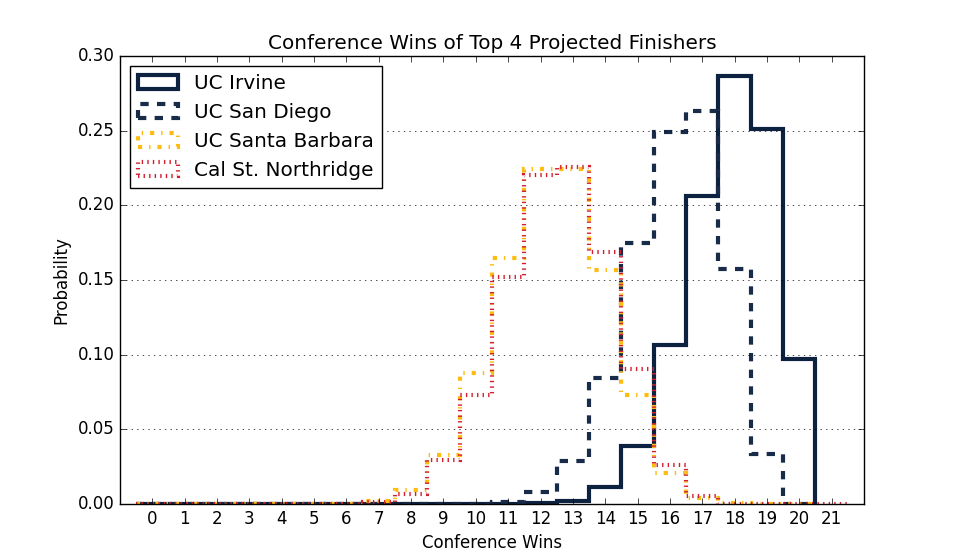 Conference Wins of Top 4 Projected Finishers
0.30
UC Irvine
UC San Diego
UC Santa Barbara
Cal St. Northridge
0.25
0.20
0.15
0.10
0.05
0.00
Probability
0 1 2 3 4 5 6 7 8 9 10 11 12 13 14 15 16 17 18 19 20 21
Conference Wins